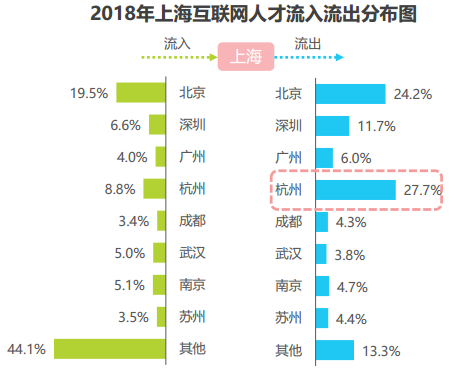 2018年上海互联网人才流入流出分布图
流入 上海 流出
19.5% 北京 北京 24.2%
6.6% 深圳 深圳 11.7%
4.0% 广州 广州 6.0%
8.8% 杭州 杭州 27.7%
3.4% 成都 成都 4.3%
5.0% 武汉 武汉 3.8%
5.1% 南京 南京 4.7%
3.5% 苏州 苏州 4.4%
44.1% 其他 其他 13.3%